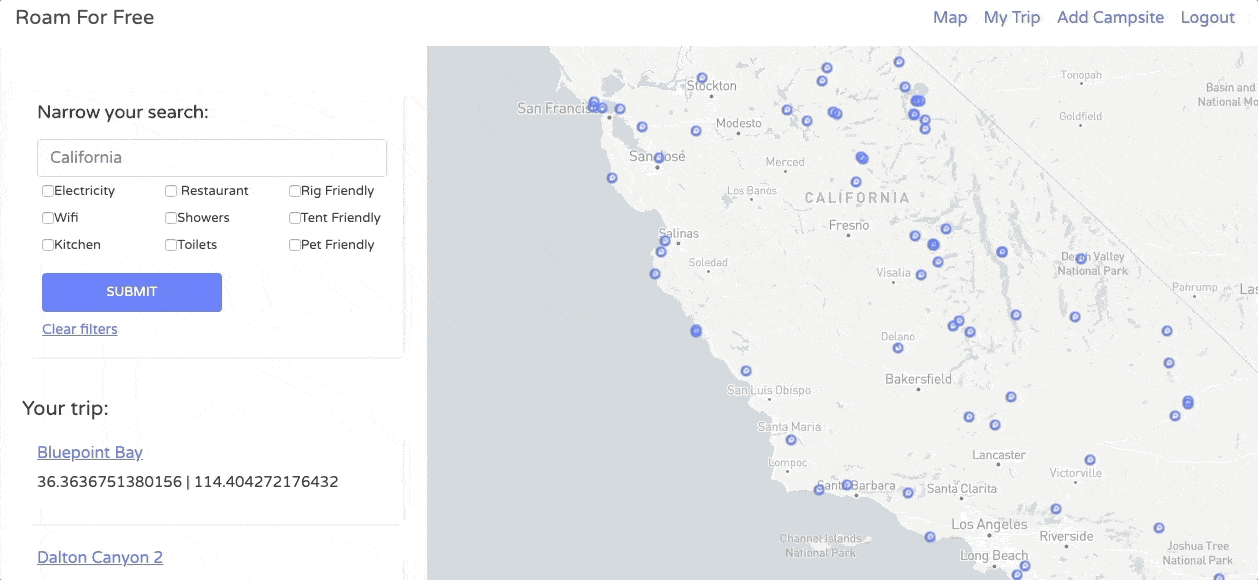 Roam For Free
Map My Trip Add Campsite Logout
Narrow your search:
California
Electricity Restaurant Rig Friendly
Wifi Showers Tent Friendly
Kitchen Toilets Pet Friendly
SUBMIT
Clear filters
Your trip:
Bluepoint Bay
36.3636751380156 | 114.404272176432
Dalton Canyon 2
Tonopah
Stockton
Basin and
National Mo
San Francis
Goldfield
Modesto
San José
Merced
Los Banos
CALIFORNIA
Fresno
Salinas
Soledad
Death Valley
National Park
Visalia
Pahrump
Las
Delano
Bakersfield
San Luis Obispo
Santa Maria
Lancaster
Lompoc
Victorville
Santa Barbara
Santa Clarita
Los Angeles
Channel Islands
National Park
Riverside
Joshua Tree
National Park
Long Beach